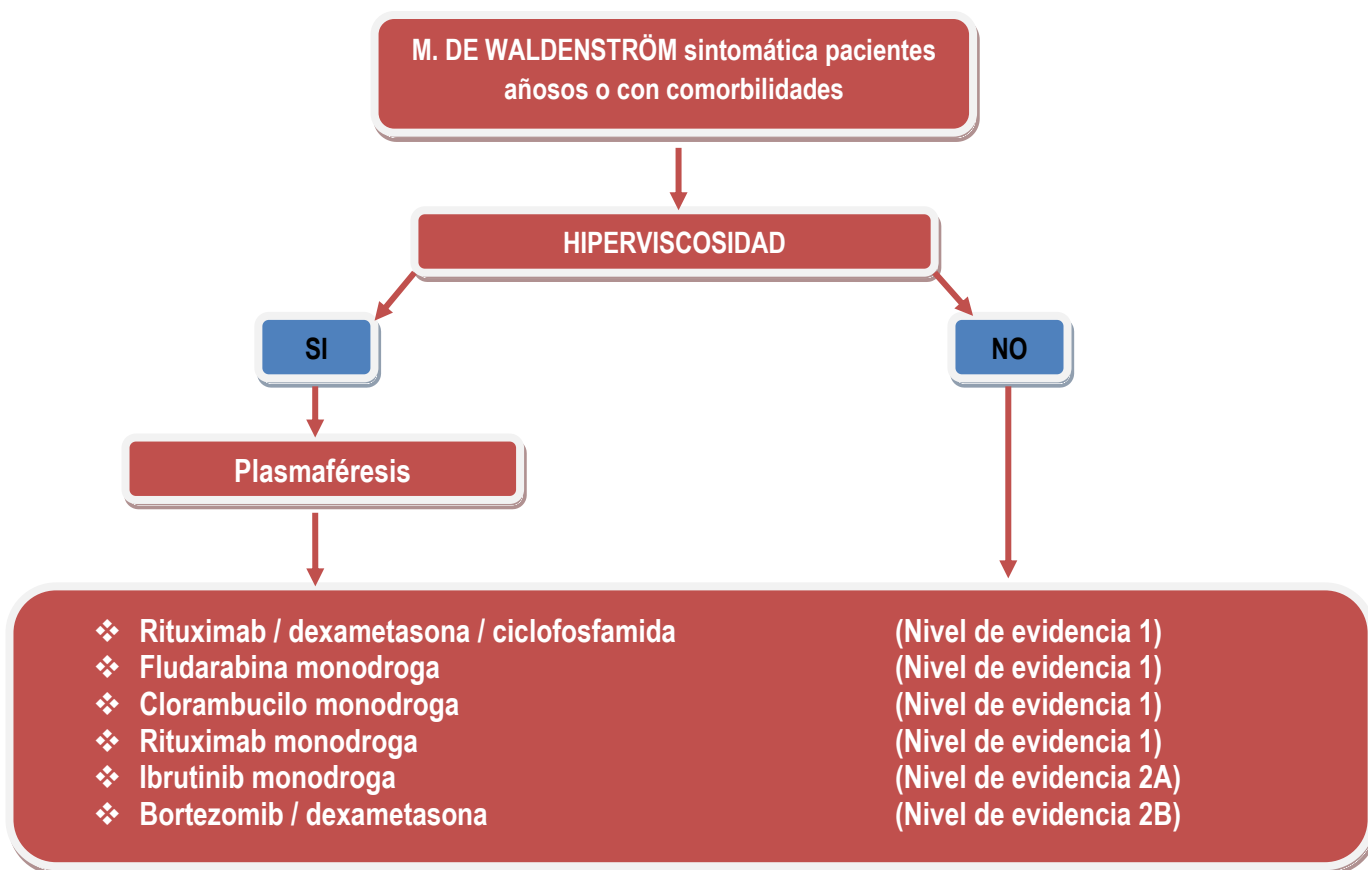 M. DE WALDENSTRÖM sintomática pacientes
añosos o con comorbilidades
HIPERVISCOSIDAD
SI
NO
Plasmaféresis
❖ Rituximab / dexametasona / ciclofosfamida (Nivel de evidencia 1)
❖ Fludarabina monodroga (Nivel de evidencia 1)
❖ Clorambucilo monodroga (Nivel de evidencia 1)
❖ Rituximab monodroga (Nivel de evidencia 1)
❖ Ibrutinib monodroga (Nivel de evidencia 2A)
❖ Bortezomib / dexametasona (Nivel de evidencia 2B)